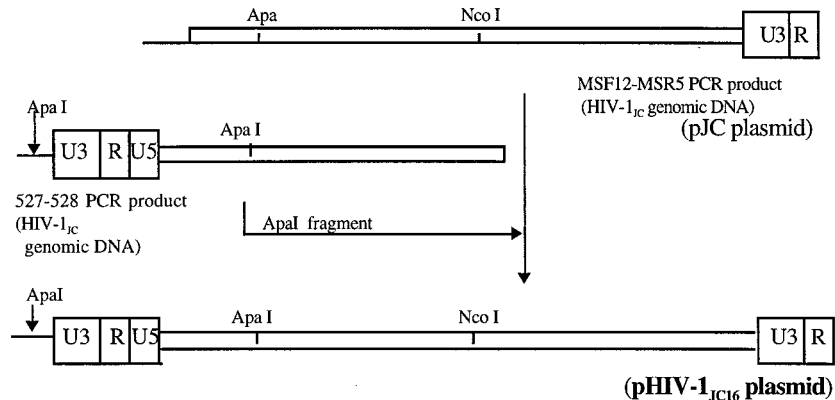 Apa
Nco I
U3 R
MSF12-MSR5 PCR product
(HIV-1JC genomic DNA)
(pJC plasmid)
Apa I
Apa I
U3 R U5
527-528 PCR product
(HIV-1JC
genomic DNA)
ApaI fragment
ApaI
Apa I
Nco I
U3 R U5
U3 R
(pHIV-1JC16 plasmid)